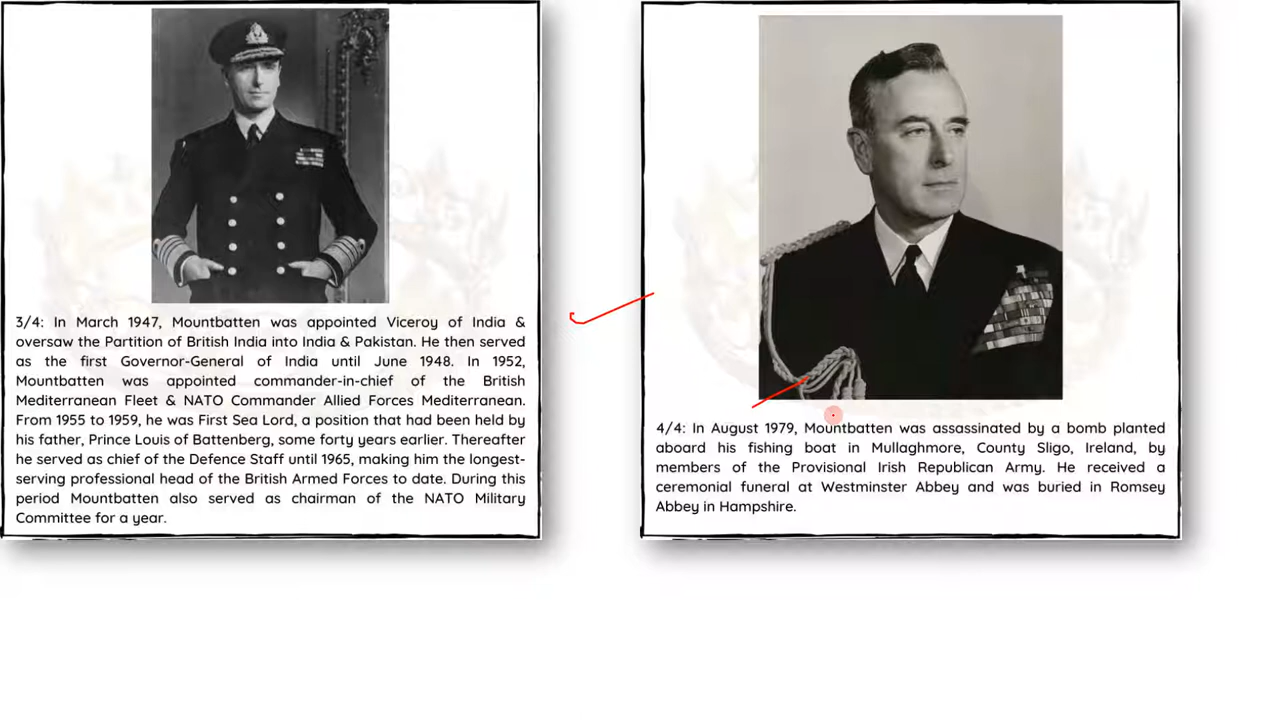 3/4: In March 1947, Mountbatten was appointed Viceroy of India &
oversaw the Partition of British India into India & Pakistan. He then served
as the first Governor-General of India until June 1948. In 1952,
Mountbatten was appointed commander-in-chief of the British
Mediterranean Fleet & NATO Commander Allied Forces Mediterranean.
From 1955 to 1959, he was First Sea Lord, a position that had been held by
his father, Prince Louis of Battenberg, some forty years earlier. Thereafter
he served as chief of the Defence Staff until 1965, making him the longest-
serving professional head of the British Armed Forces to date. During this
period Mountbatten also served as chairman of the NATO Military
Committee for a year.
4/4: In August 1979, Mountbatten was assassinated by a bomb planted
aboard his fishing boat in Mullaghmore, County Sligo, Ireland, by
members of the Provisional Irish Republican Army. He received a
ceremonial funeral at Westminster Abbey and was buried in Romsey
Abbey in Hampshire.